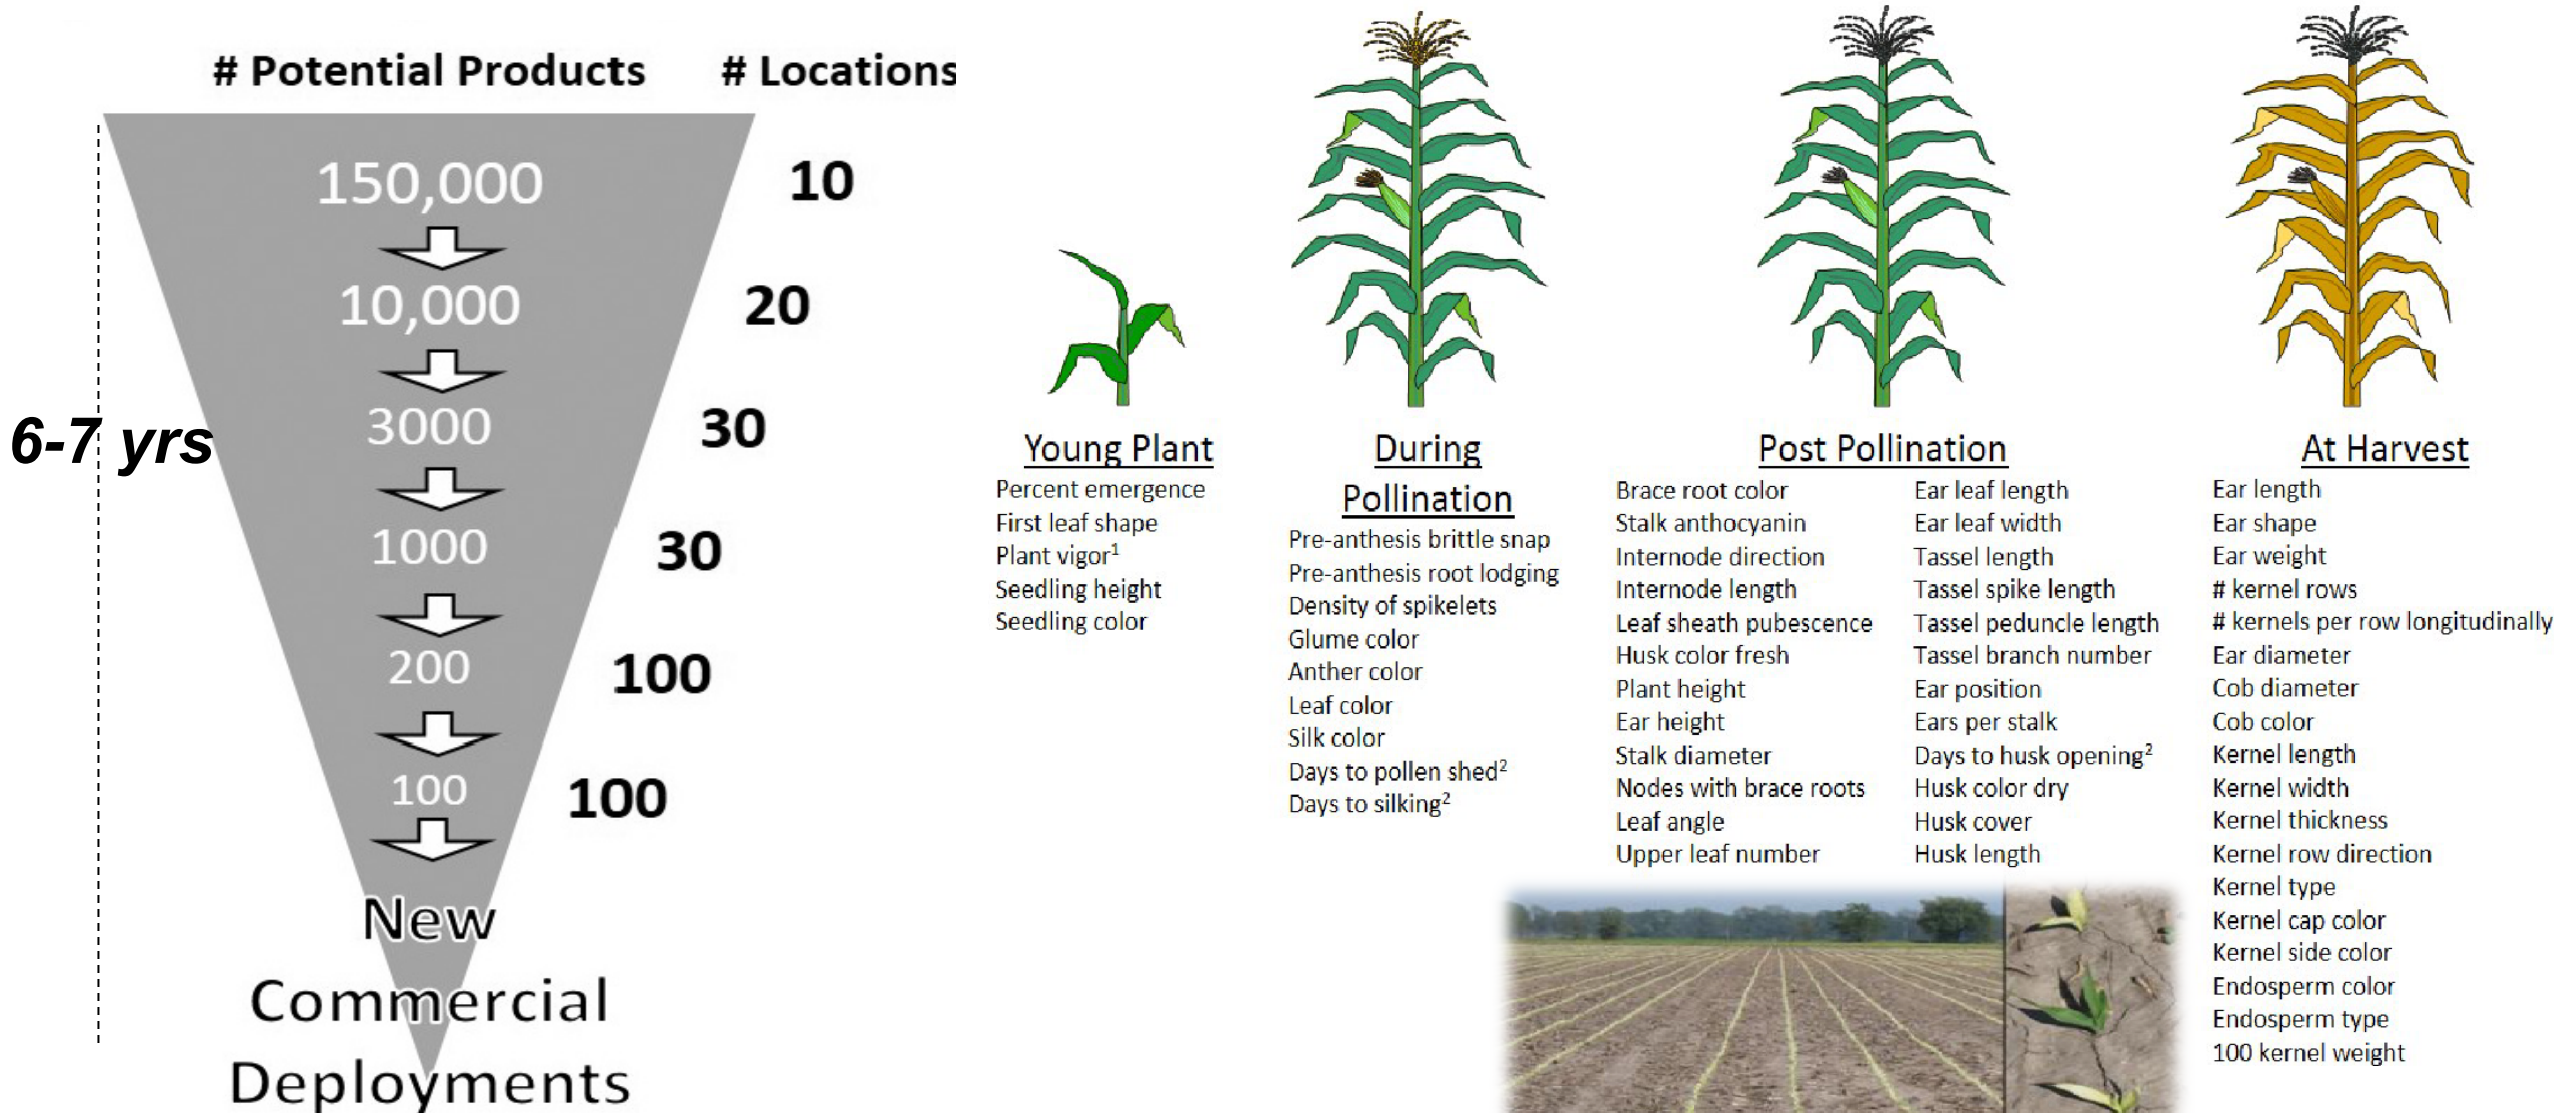 # Potential Products
# Locations
150,000
10
10,000
20
6-7 yrs
3000
30
1000
30
200
100
100
100
New
Commercial
Deployments
Young Plant
Percent emergence
First leaf shape
Plant vigor¹
Seedling height
Seedling color
During
Pollination
Pre-anthesis brittle snap
Pre-anthesis root lodging
Density of spikelets
Glume color
Anther color
Leaf color
Silk color
Days to pollen shed²
Days to silking²
Post Pollination
Brace root color
Stalk anthocyanin
Internode direction
Internode length
Leaf sheath pubescence
Husk color fresh
Plant height
Ear height
Stalk diameter
Nodes with brace roots
Leaf angle
Upper leaf number
Ear leaf length
Ear leaf width
Tassel length
Tassel spike length
Tassel peduncle length
Tassel branch number
Ear position
Ears per stalk
Days to husk opening²
Husk color dry
Husk cover
Husk length
At Harvest
Ear length
Ear shape
Ear weight
# kernel rows
# kernels per row longitudinally
Ear diameter
Cob diameter
Cob color
Kernel length
Kernel width
Kernel thickness
Kernel row direction
Kernel type
Kernel cap color
Kernel side color
Endosperm color
Endosperm type
100 kernel weight